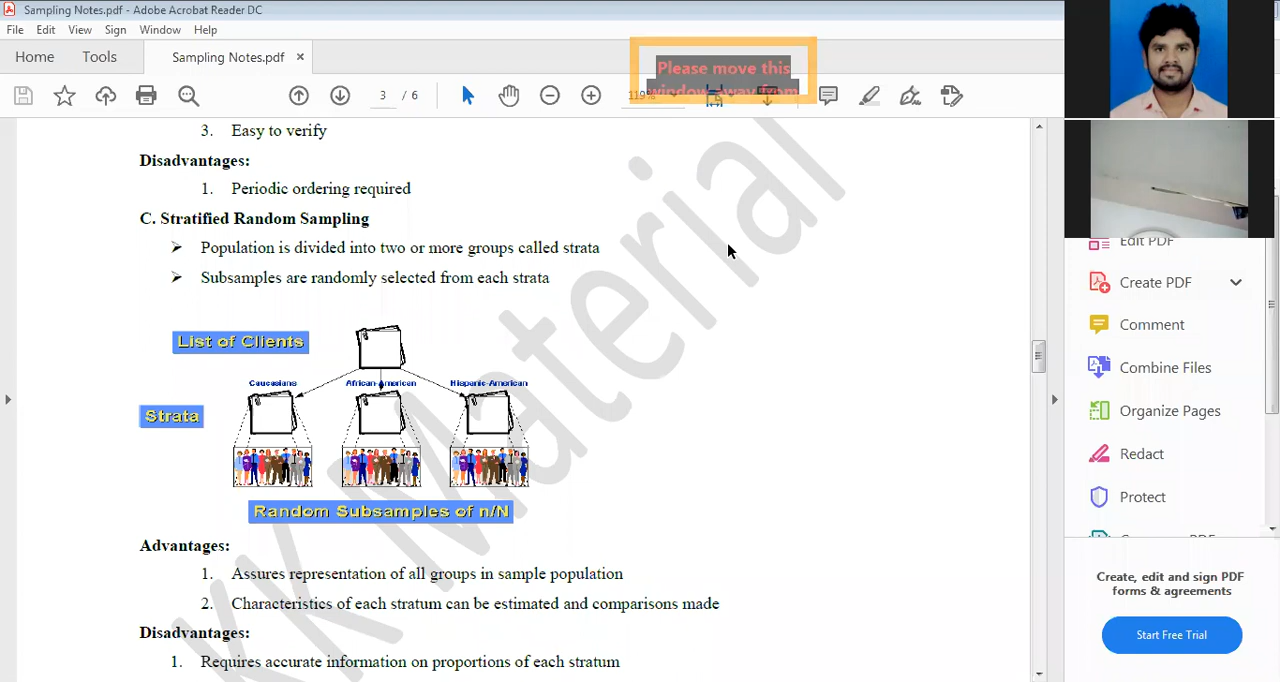 Sampling Notes.pdf - Adobe Acrobat Reader DC
File Edit View Sign Window Help
Home Tools Sampling Notes.pdf ×
3 / 6 119%
Please move this
window away from
3. Easy to verify
Disadvantages:
1. Periodic ordering required
C. Stratified Random Sampling
➢ Population is divided into two or more groups called strata
➢ Subsamples are randomly selected from each strata
List of Clients
Caucasians African-American Hispanic-American
Strata
Random Subsamples of n/N
Advantages:
1. Assures representation of all groups in sample population
2. Characteristics of each stratum can be estimated and comparisons made
Disadvantages:
1. Requires accurate information on proportions of each stratum
KK Material
Edit PDF
Create PDF
Comment
Combine Files
Organize Pages
Redact
Protect
Create, edit and sign PDF
forms & agreements
Start Free Trial